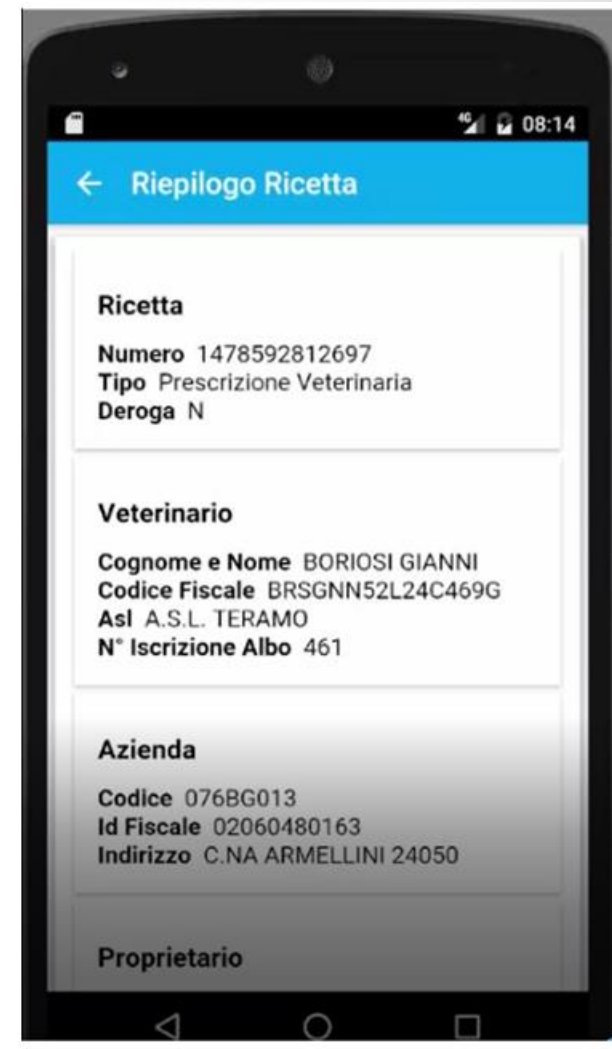 4G 08:14
Riepilogo Ricetta
Ricetta
Numero 1478592812697
Tipo Prescrizione Veterinaria
Deroga N
Veterinario
Cognome e Nome BORIOSI GIANNI
Codice Fiscale BRSGNN52L24C469G
Asl A.S.L. TERAMO
N° Iscrizione Albo 461
Azienda
Codice 076BG013
Id Fiscale 02060480163
Indirizzo C.NA ARMELLINI 24050
Proprietario